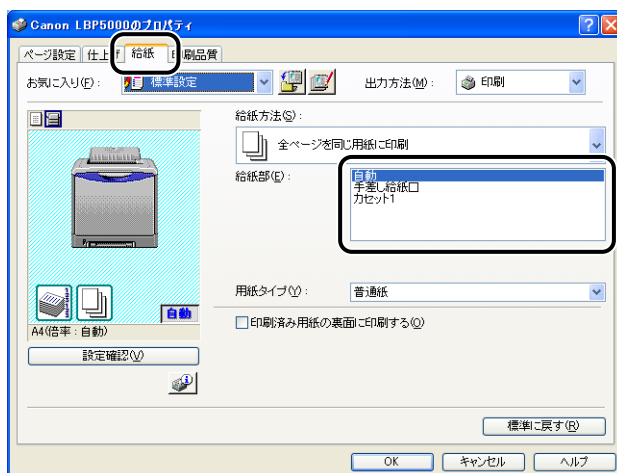 Canon LBP5000のプロパティ
ページ設定 仕上げ 給紙 印刷品質
お気に入り(F): 標準設定 出力方法(M): 印刷
給紙方法(S):
全ページを同じ用紙に印刷
給紙部(E):
自動
手差し給紙口
カセット1
用紙タイプ(Y): 普通紙
自動
A4(倍率:自動)
印刷済み用紙の裏面に印刷する(O)
設定確認(V)
標準に戻す(R)
OK キャンセル ヘルプ